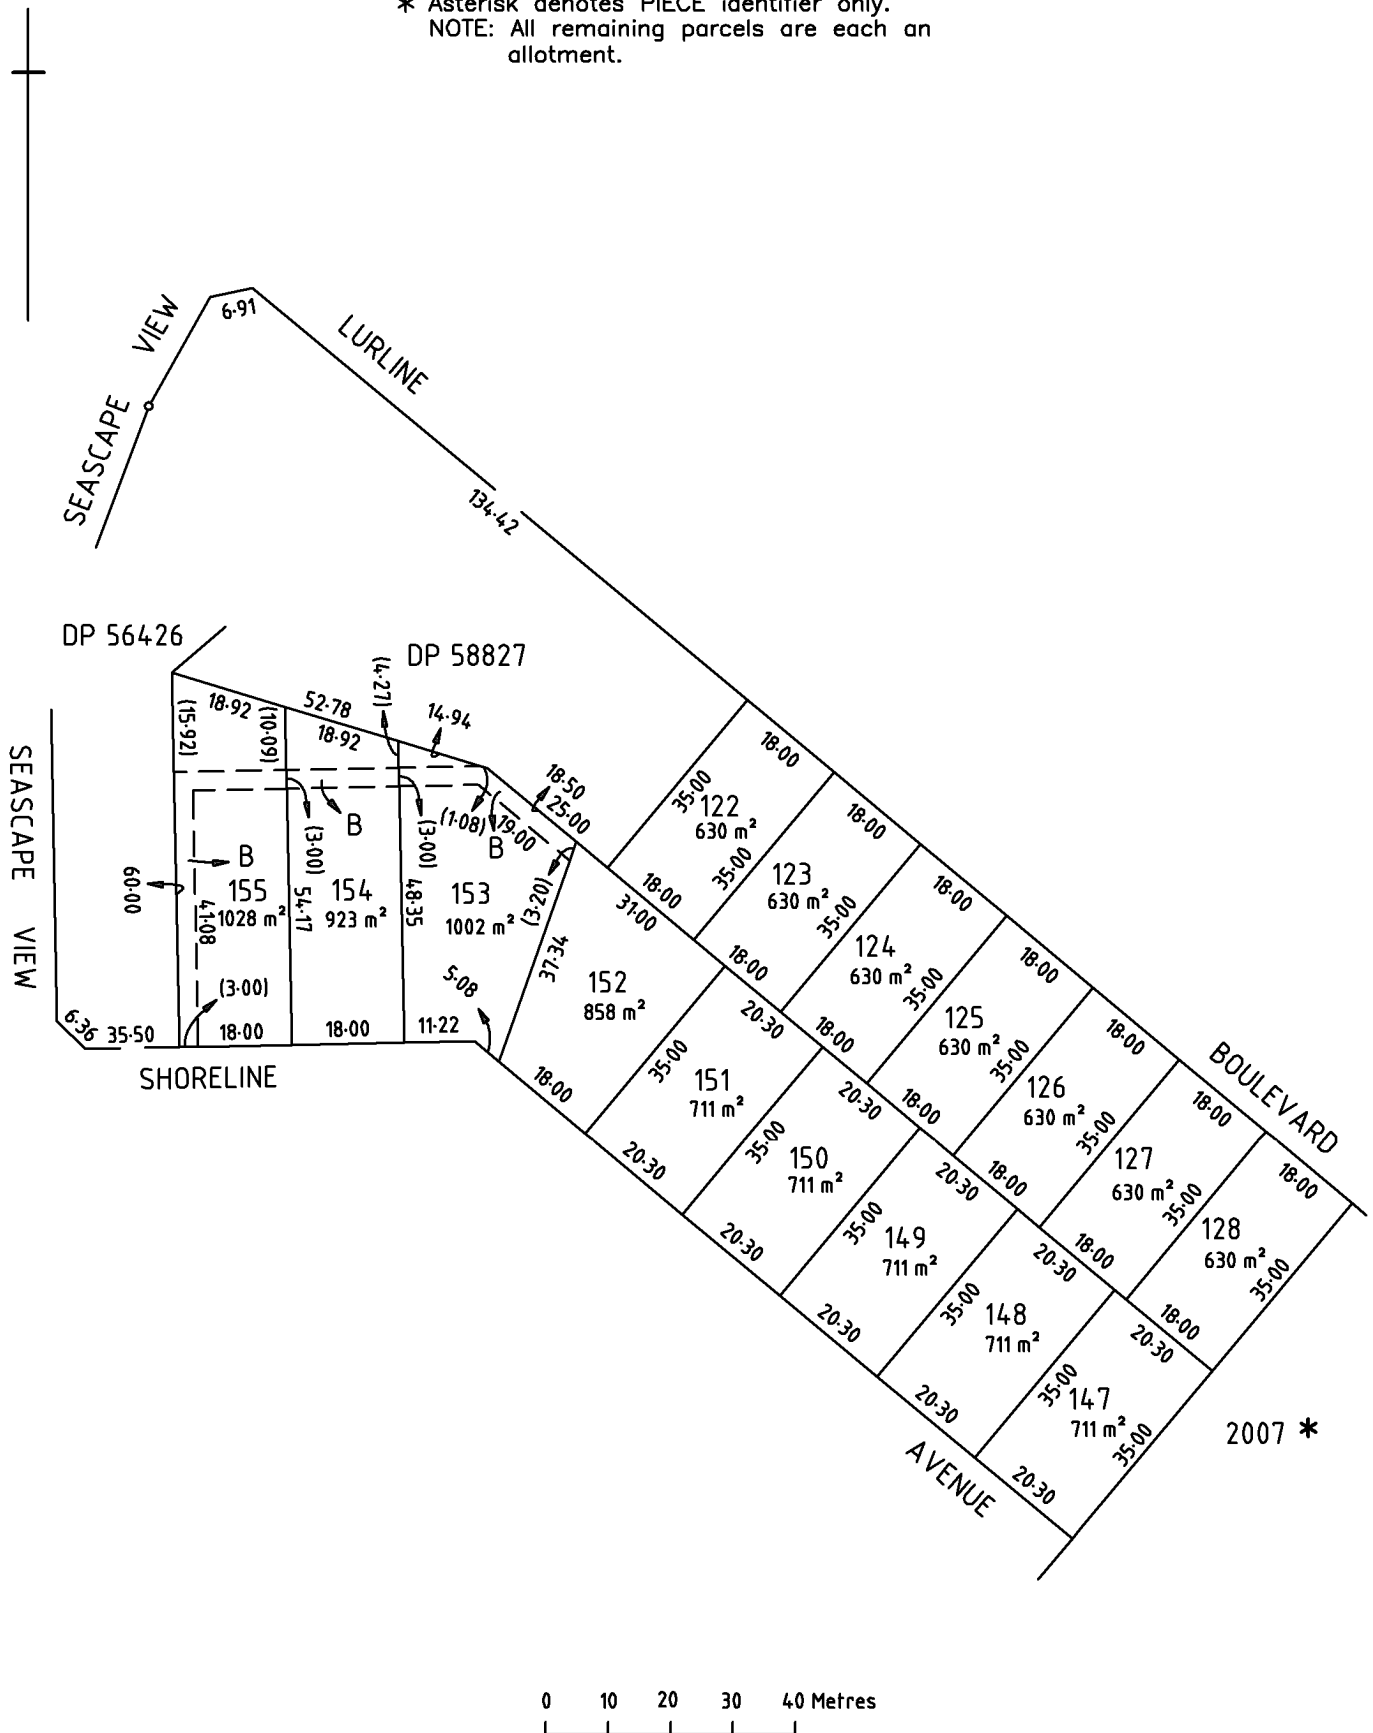 * Asterisk denotes PIECE identifier only.
NOTE: All remaining parcels are each an
allotment.
SEASCAPE VIEW
6·91
LURLINE
134·42
DP 56426
DP 58827
(4·27)
(15·92)
18·92
(10·09)
52·78
18·92
14·94
18·50
25·00
SEASCAPE VIEW
60·00
B
155
1028 m²
41·08
(3·00)
6·36
35·50
18·00
SHORELINE
54·17
(3·00)
B
154
923 m²
18·00
48·35
(3·00)
(1·08)
19·00
B
153
1002 m²
(3·20)
5·08
11·22
37·34
152
858 m²
31·00
18·00
35·00
18·00
35·00
122
630 m²
18·00
35·00
18·00
123
630 m²
18·00
35·00
18·00
124
630 m²
18·00
35·00
18·00
125
630 m²
18·00
35·00
18·00
126
630 m²
18·00
35·00
18·00
127
630 m²
18·00
35·00
BOULEVARD
18·00
128
630 m²
18·00
35·00
20·30
151
711 m²
20·30
35·00
20·30
150
711 m²
20·30
35·00
20·30
149
711 m²
20·30
35·00
20·30
148
711 m²
20·30
35·00
20·30
147
711 m²
20·30
35·00
AVENUE
2007 *
0 10 20 30 40 Metres